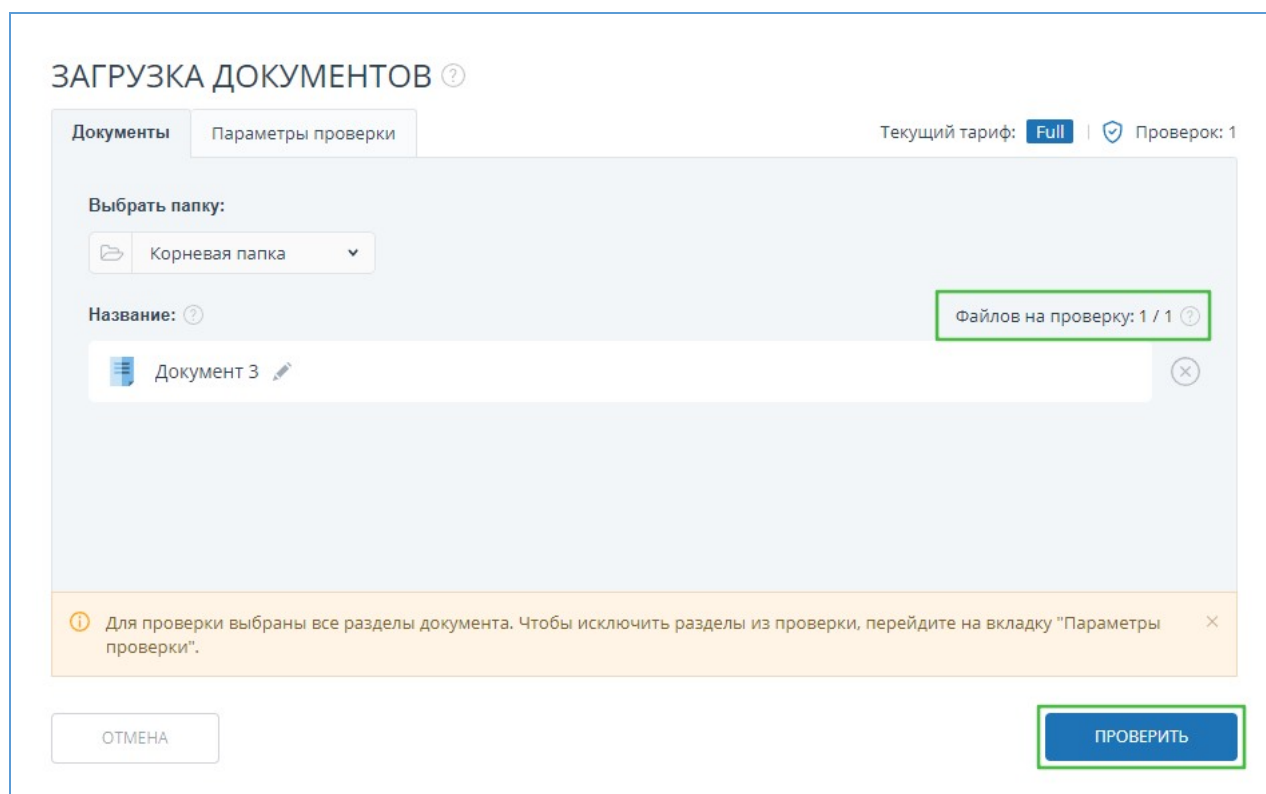 ЗАГРУЗКА ДОКУМЕНТОВ ?
Документы Параметры проверки Текущий тариф: Full | Проверок: 1
Выбрать папку:
Корневая папка
Название: ? Файлов на проверку: 1 / 1 ?
Документ 3
Для проверки выбраны все разделы документа. Чтобы исключить разделы из проверки, перейдите на вкладку "Параметры
проверки".
ОТМЕНА ПРОВЕРИТЬ